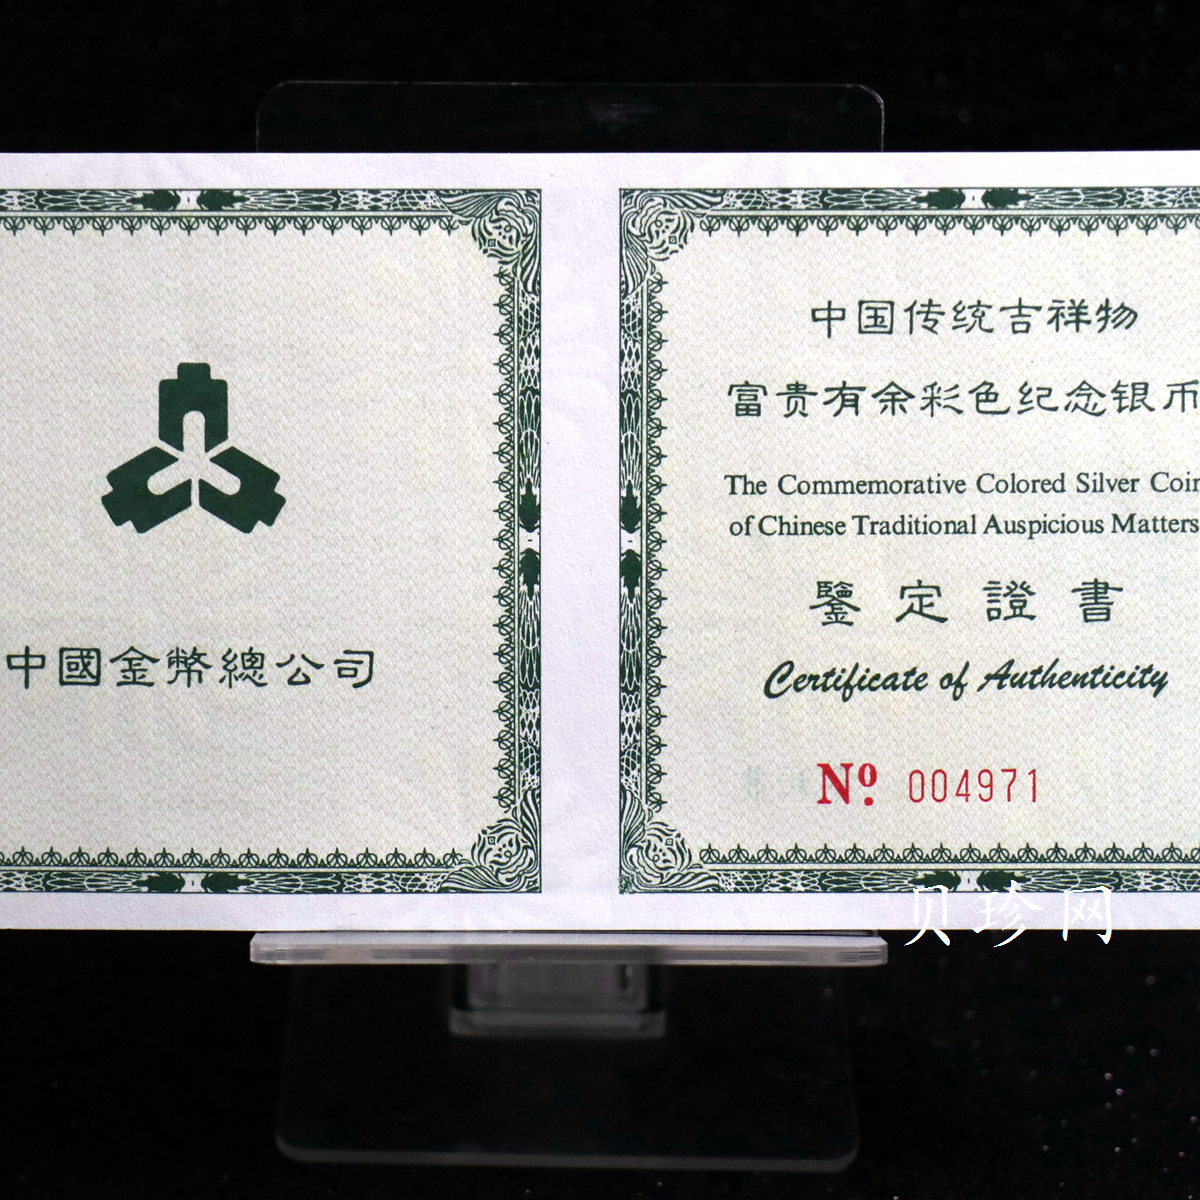 中國金幣總公司
中国传统吉祥物
富贵有余彩色纪念银币
The Commemorative Colored Silver Coin
of Chinese Traditional Auspicious Matters
鑒定證書
Certificate of Authenticity
Nº. 004971
贝珍网